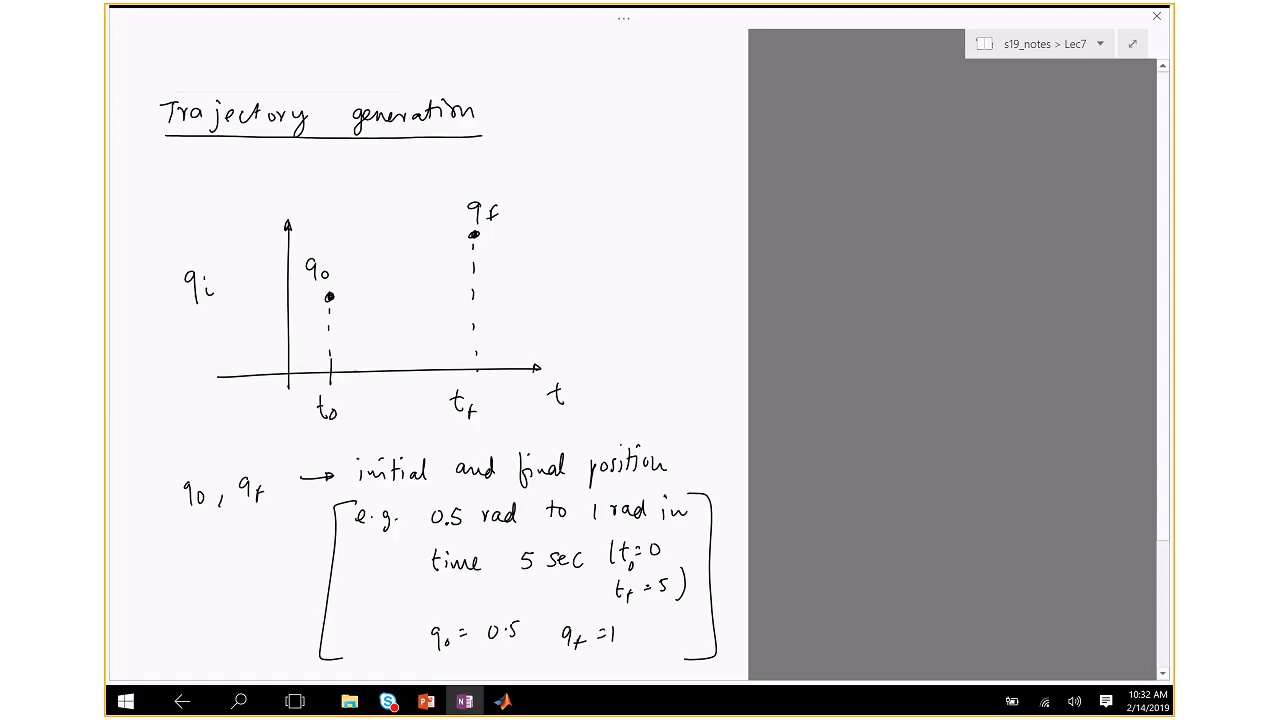 ...
s19_notes > Lec7
Trajectory generation
qf
q0
qi
t0
tf
t
q0, qf → initial and final position
e.g. 0.5 rad to 1 rad in
time 5 sec (t0=0
tf = 5)
q0 = 0.5 qf = 1
10:32 AM
2/14/2019